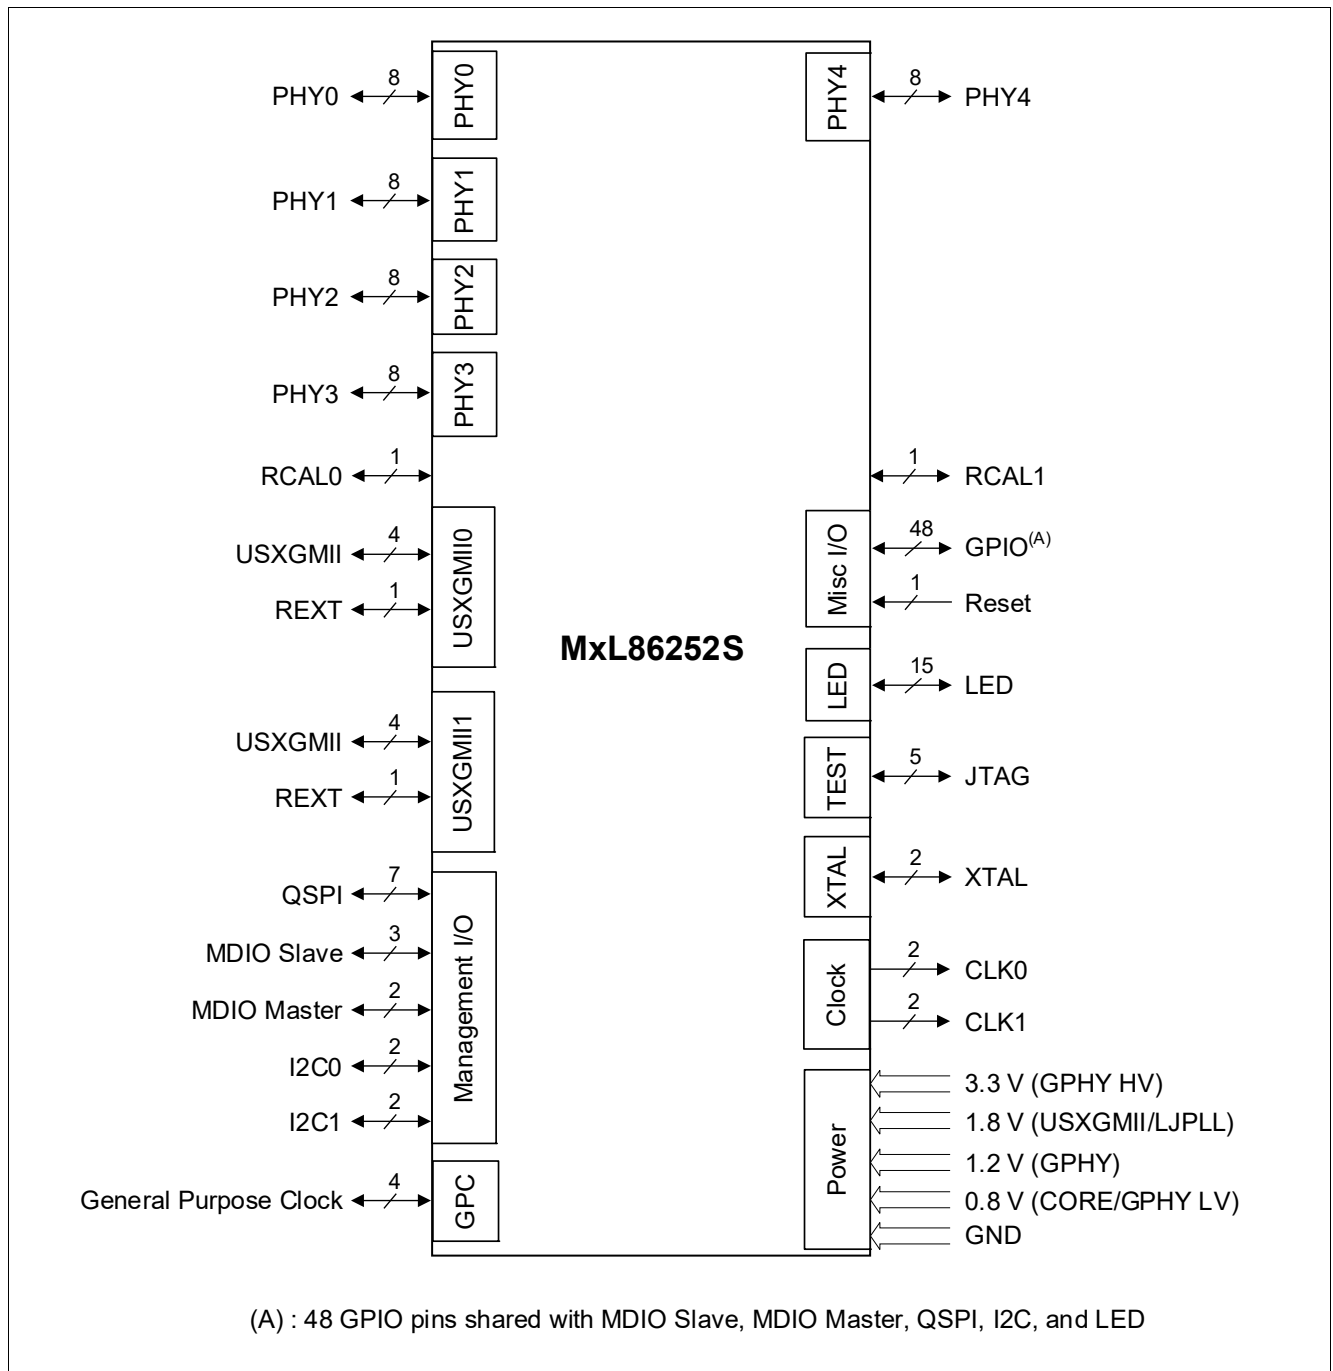 PHY0
8
PHY0
PHY1
8
PHY1
PHY2
8
PHY2
PHY3
8
PHY3
RCAL0
1
USXGMII
4
REXT
1
USXGMII0
USXGMII
4
REXT
1
USXGMII1
QSPI
7
MDIO Slave
3
MDIO Master
2
I2C0
2
I2C1
2
Management I/O
General Purpose Clock
4
GPC
MxL86252S
PHY4
8
PHY4
1
RCAL1
Misc I/O
48
GPIO(A)
1
Reset
LED
15
LED
TEST
5
JTAG
XTAL
2
XTAL
Clock
2
CLK0
2
CLK1
Power
3.3 V (GPHY HV)
1.8 V (USXGMII/LJPLL)
1.2 V (GPHY)
0.8 V (CORE/GPHY LV)
GND
(A) : 48 GPIO pins shared with MDIO Slave, MDIO Master, QSPI, I2C, and LED